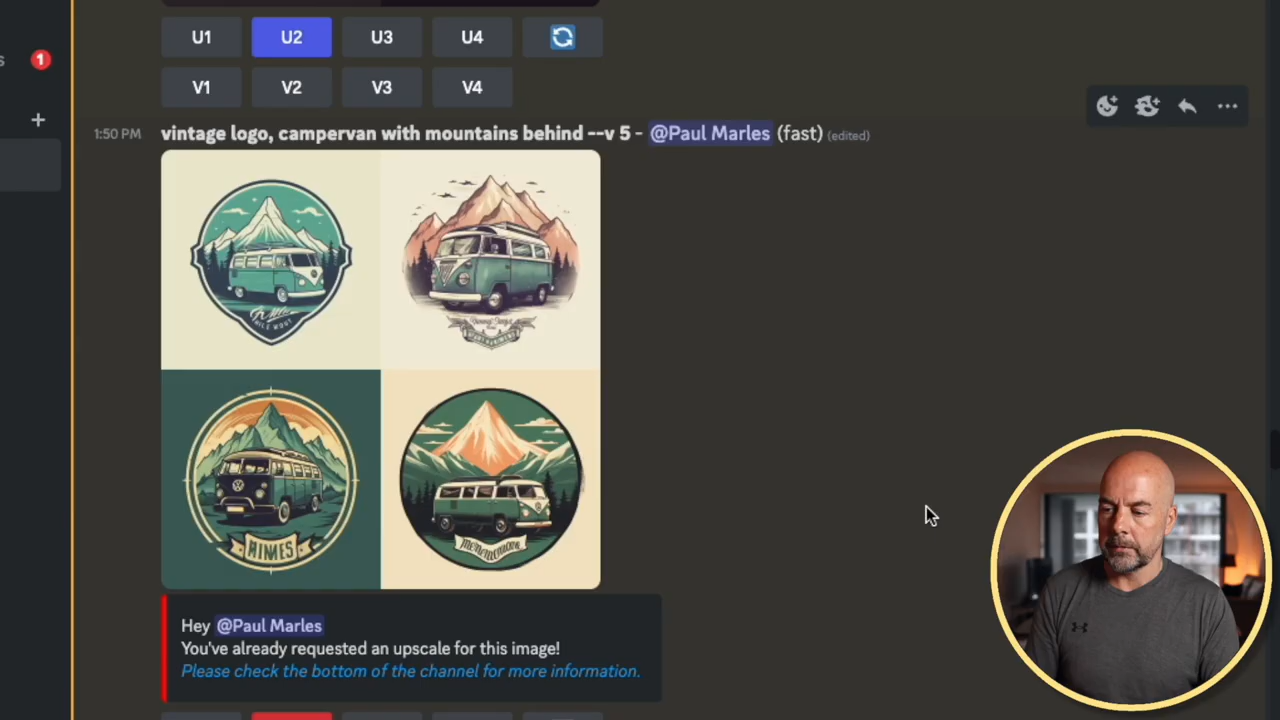 s 1
U1 U2 U3 U4
V1 V2 V3 V4
1:50 PM vintage logo, campervan with mountains behind --v 5 - @Paul Marles (fast) (edited)
HINMES
Hey @Paul Marles
You've already requested an upscale for this image!
Please check the bottom of the channel for more information.